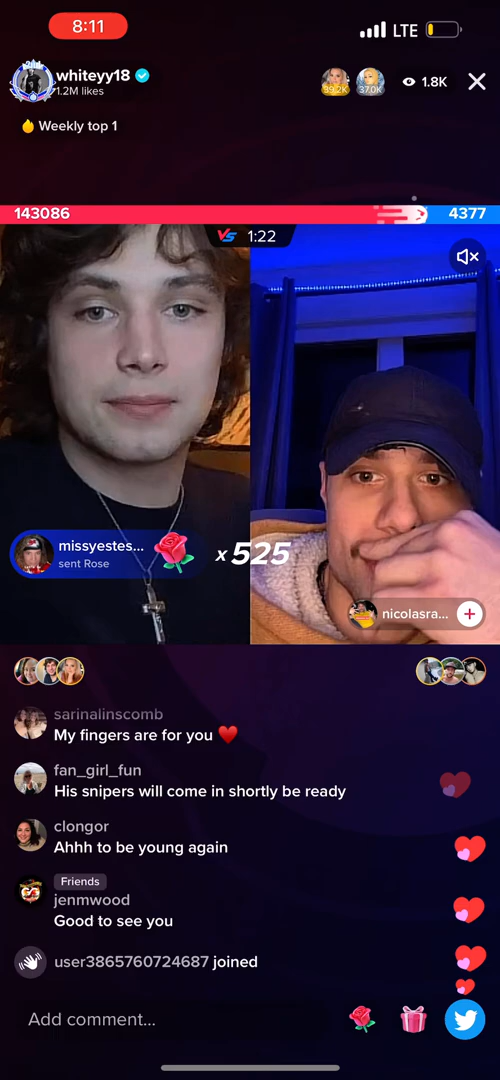 8:11
LTE
whiteyy18
1.2M likes
39.2K
37.0K
1.8K
Weekly top 1
143086
4377
VS 1:22
missyestes...
sent Rose
x 525
nicolasra...
sarinalinscomb
My fingers are for you ❤️
fan_girl_fun
His snipers will come in shortly be ready
clongor
Ahhh to be young again
Friends
jenmwood
Good to see you
user3865760724687 joined
Add comment...